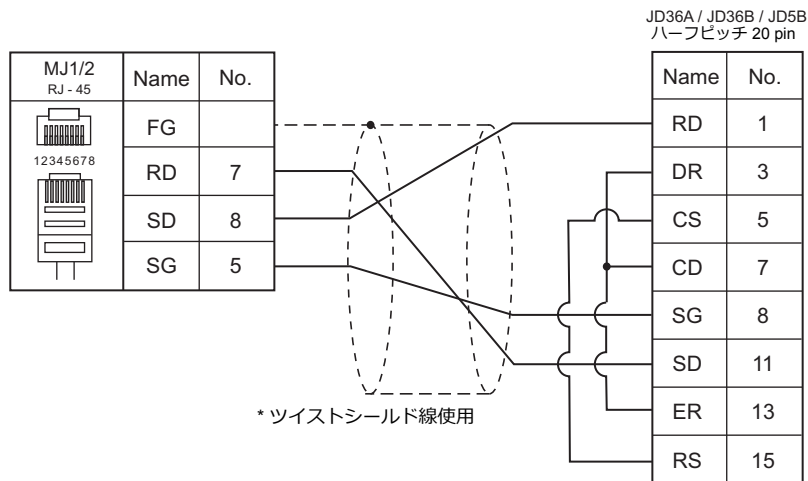 JD36A / JD36B / JD5B
ハーフピッチ 20 pin
MJ1/2
RJ - 45
Name No.
FG
12345678
RD 7
SD 8
SG 5
Name No.
RD 1
DR 3
CS 5
CD 7
SG 8
SD 11
ER 13
RS 15
* ツイストシールド線使用